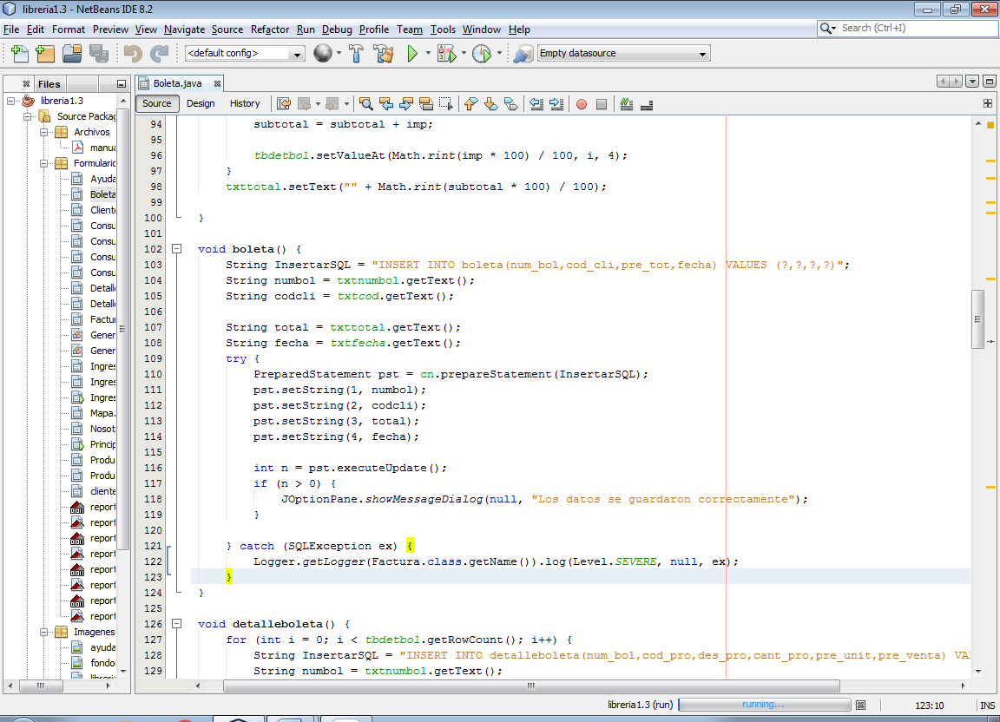 libreria1.3 - NetBeans IDE 8.2
File Edit Format Preview View Navigate Source Refactor Run Debug Profile Team Tools Window Help
Search (Ctrl+I)
<default config>
Empty datasource
Files
Boleta.java
Source Design History
libreria1.3
Source Packag
Archivos
manua
Formulario
Ayuda
Boleta
Cliente
Consu
Consu
Consu
Consu
Detall
Detall
Factur
Gener
Gener
Ingres
Ingres
Ingres
Mapa.
Nosot
Princip
Produ
Produ
cliente
report
report
report
report
report
report
report
report
Imagenes
ayuda
fondo
libreri
94 subtotal = subtotal + imp;
95
96 tbdetbol.setValueAt(Math.rint(imp * 100) / 100, i, 4);
97 }
98 txttotal.setText("" + Math.rint(subtotal * 100) / 100);
99
100 }
101
102 void boleta() {
103 String InsertarSQL = "INSERT INTO boleta(num_bol,cod_cli,pre_tot,fecha) VALUES (?,?,?,?)";
104 String numbol = txtnumbol.getText();
105 String codcli = txtcod.getText();
106
107 String total = txttotal.getText();
108 String fecha = txtfecha.getText();
109 try {
110 PreparedStatement pst = cn.prepareStatement(InsertarSQL);
111 pst.setString(1, numbol);
112 pst.setString(2, codcli);
113 pst.setString(3, total);
114 pst.setString(4, fecha);
115
116 int n = pst.executeUpdate();
117 if (n > 0) {
118 JOptionPane.showMessageDialog(null, "Los datos se guardaron correctamente");
119 }
120
121 } catch (SQLException ex) {
122 Logger.getLogger(Factura.class.getName()).log(Level.SEVERE, null, ex);
123 }
124 }
125
126 void detalleboleta() {
127 for (int i = 0; i < tbdetbol.getRowCount(); i++) {
128 String InsertarSQL = "INSERT INTO detalleboleta(num_bol,cod_pro,des_pro,cant_pro,pre_unit,pre_venta) VA
129 String numbol = txtnumbol.getText();
libreria1.3 (run) running... 123:10 INS